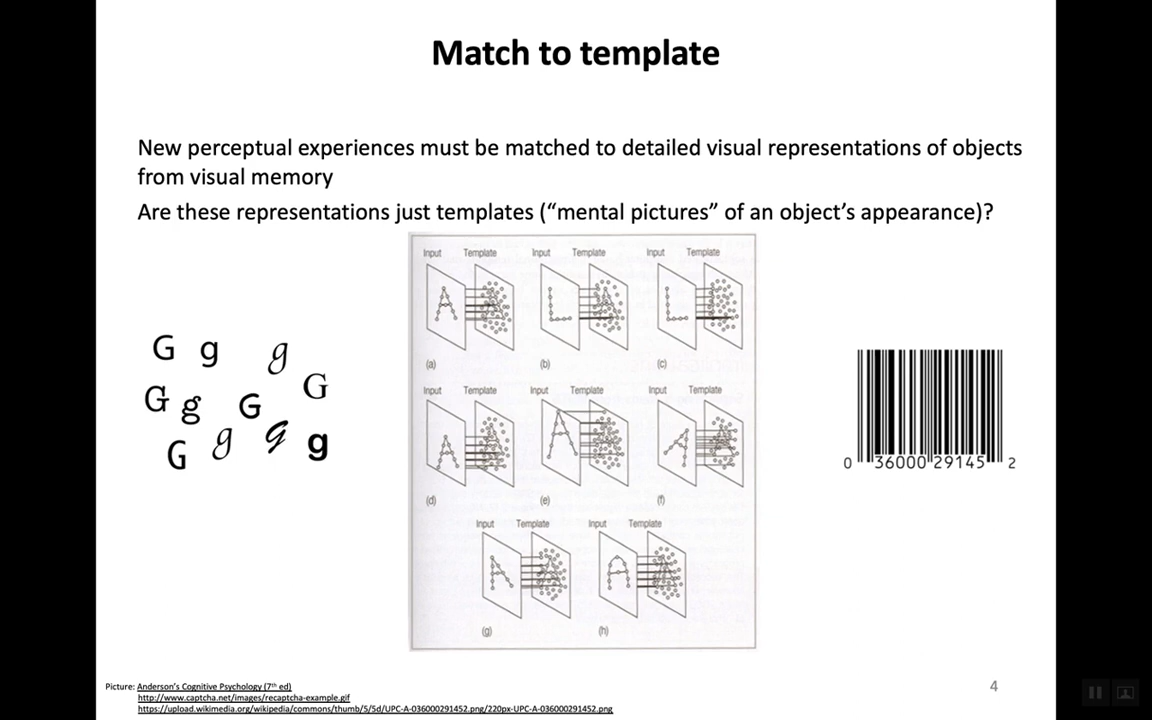 Match to template
New perceptual experiences must be matched to detailed visual representations of objects
from visual memory
Are these representations just templates (“mental pictures” of an object’s appearance)?
Input Template Input Template Input Template
(a) (b) (c)
Input Template Input Template Input Template
(d) (e) (f)
Input Template Input Template
(g) (h)
G g g
G
G g G
G g g g
0 36000 29145 2
Picture: Anderson's Cognitive Psychology (7th ed)
http://www.captcha.net/images/recaptcha-example.gif
https://upload.wikimedia.org/wikipedia/commons/thumb/5/5d/UPC-A-036000291452.png/220px-UPC-A-036000291452.png
4